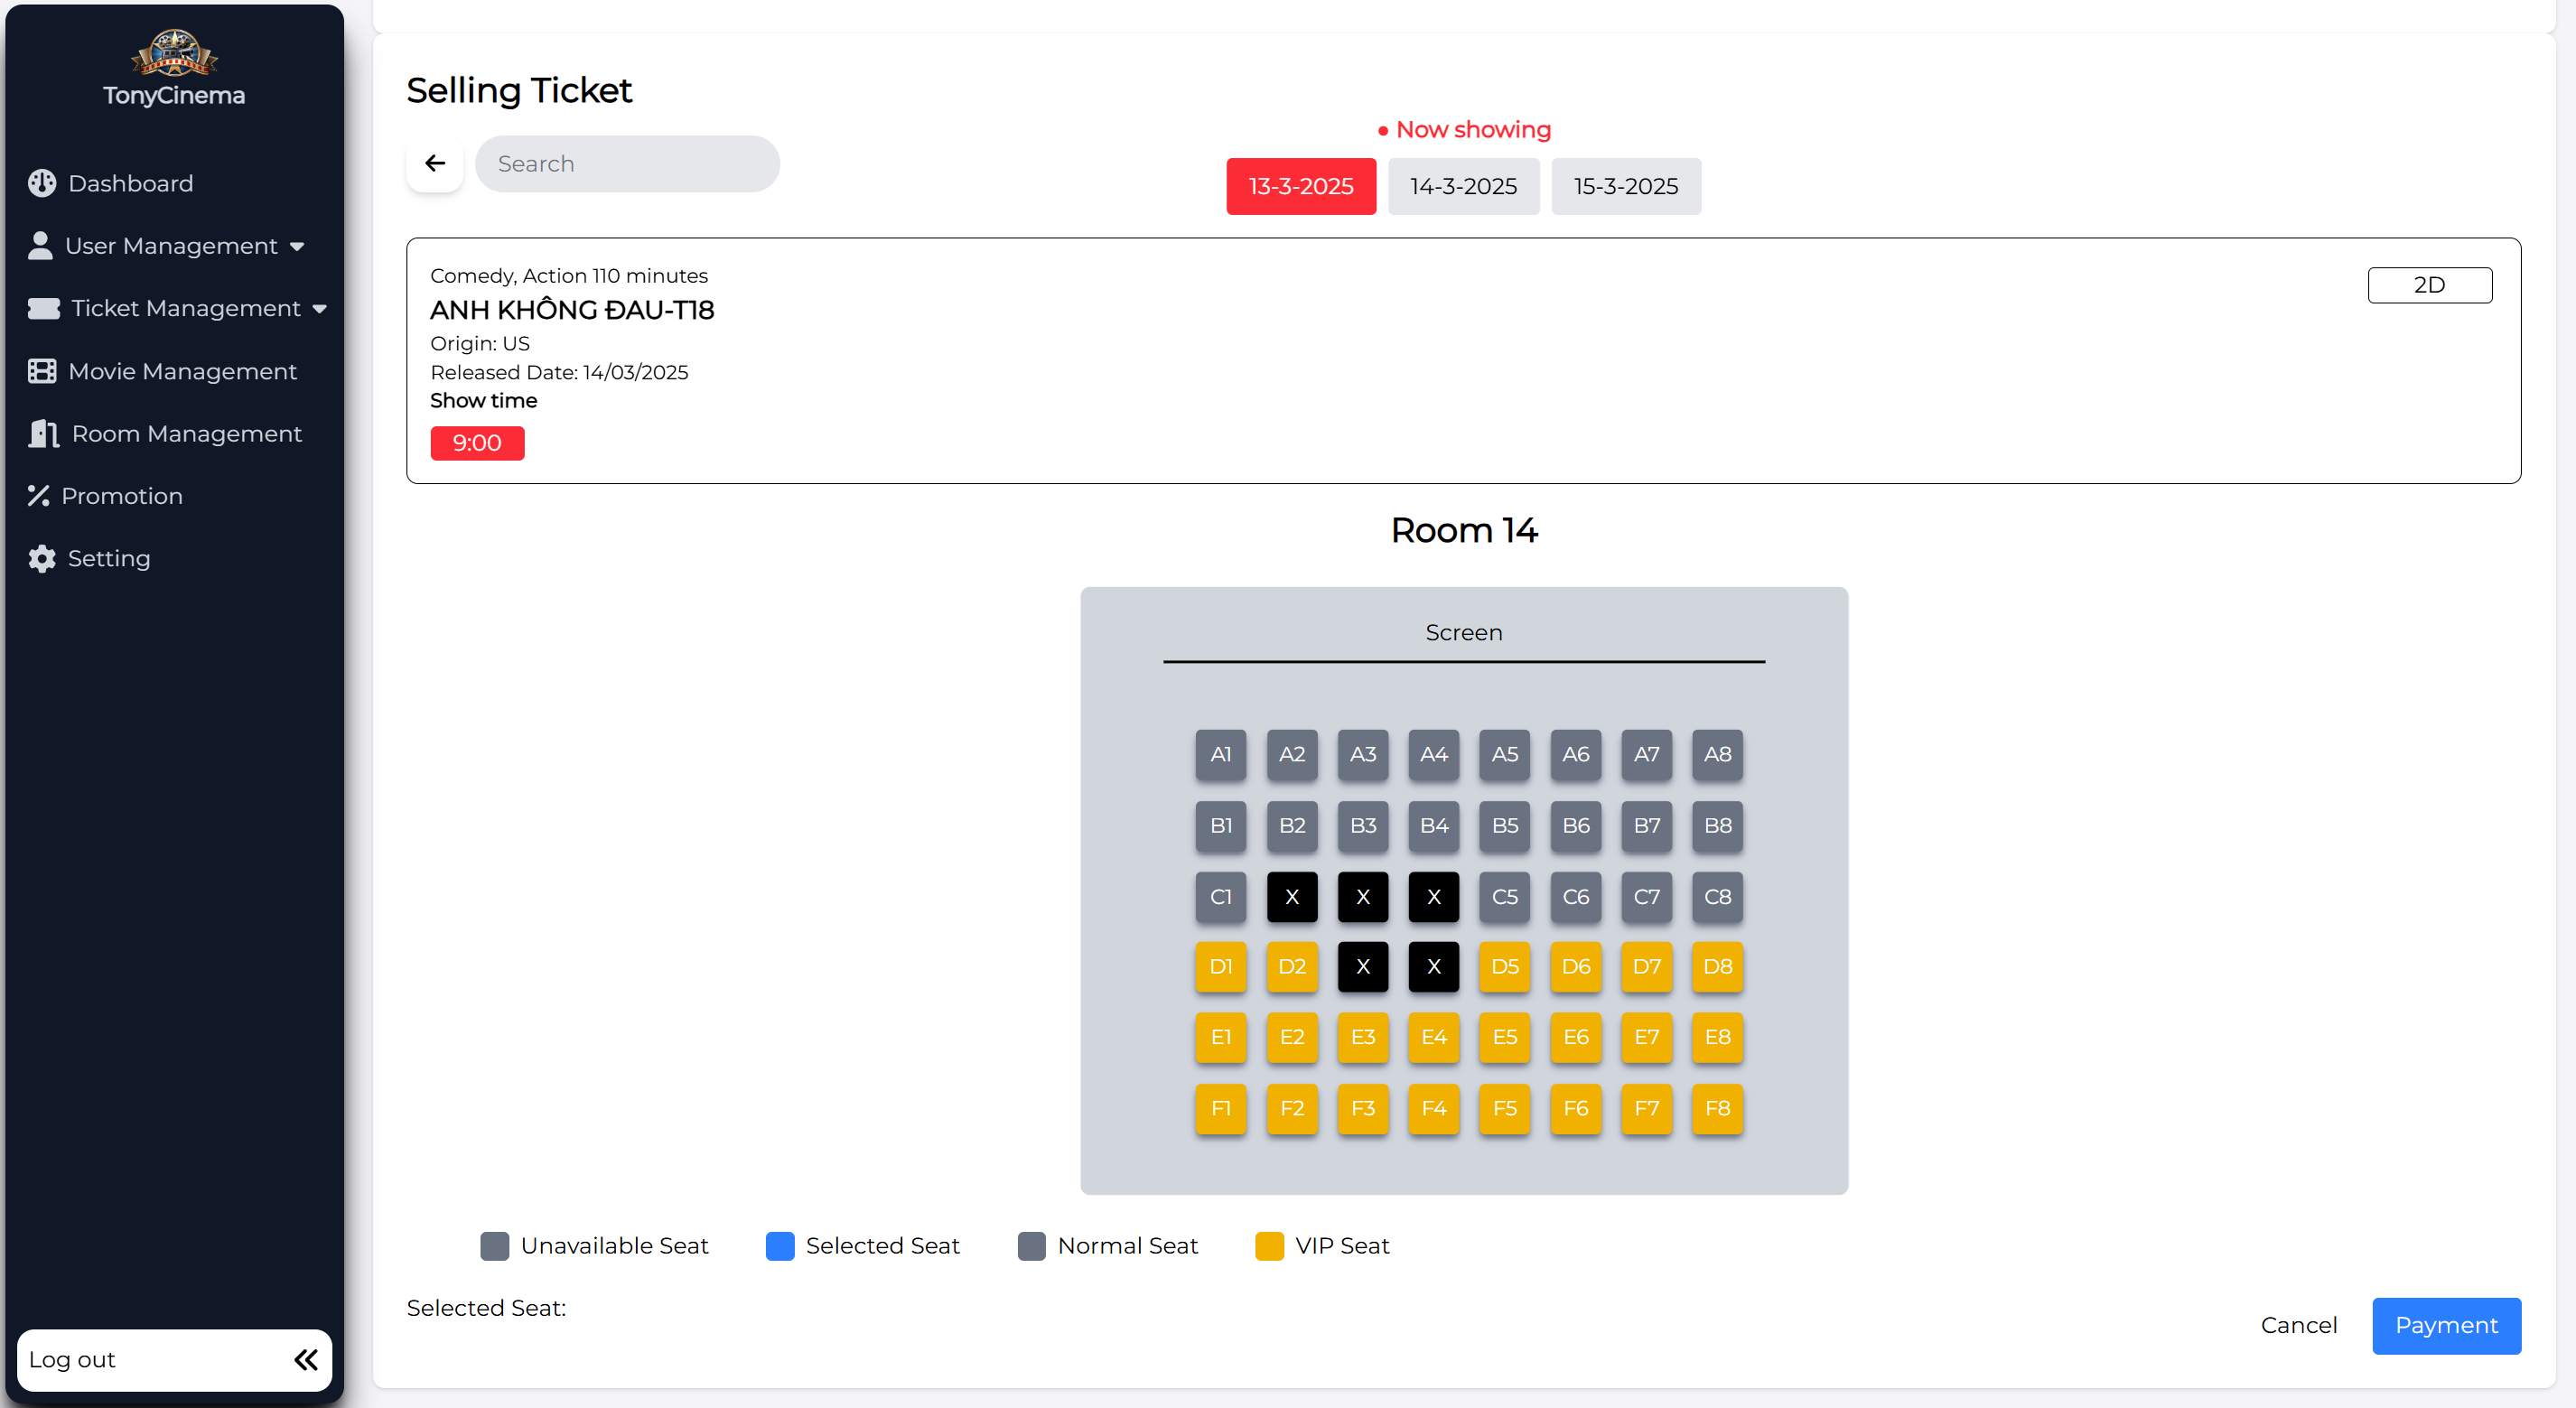 TonyCinema
Dashboard
User Management
Ticket Management
Movie Management
Room Management
Promotion
Setting
Log out
Selling Ticket
Search
Now showing
13-3-2025 14-3-2025 15-3-2025
Comedy, Action 110 minutes
2D
ANH KHÔNG ĐAU-T18
Origin: US
Released Date: 14/03/2025
Show time
9:00
Room 14
Screen
A1 A2 A3 A4 A5 A6 A7 A8
B1 B2 B3 B4 B5 B6 B7 B8
C1 X X X C5 C6 C7 C8
D1 D2 X X D5 D6 D7 D8
E1 E2 E3 E4 E5 E6 E7 E8
F1 F2 F3 F4 F5 F6 F7 F8
Unavailable Seat Selected Seat Normal Seat VIP Seat
Selected Seat:
Cancel Payment